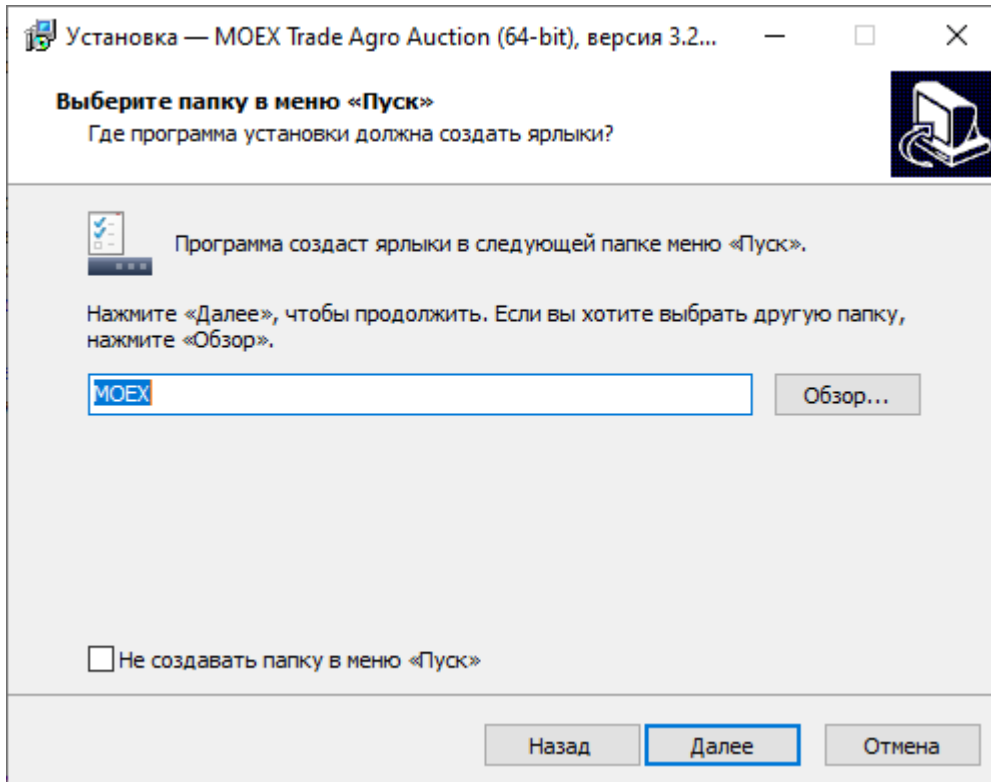 Установка — MOEX Trade Agro Auction (64-bit), версия 3.2...
Выберите папку в меню «Пуск»
Где программа установки должна создать ярлыки?
Программа создаст ярлыки в следующей папке меню «Пуск».
Нажмите «Далее», чтобы продолжить. Если вы хотите выбрать другую папку,
нажмите «Обзор».
MOEX
Обзор...
Не создавать папку в меню «Пуск»
Назад
Далее
Отмена